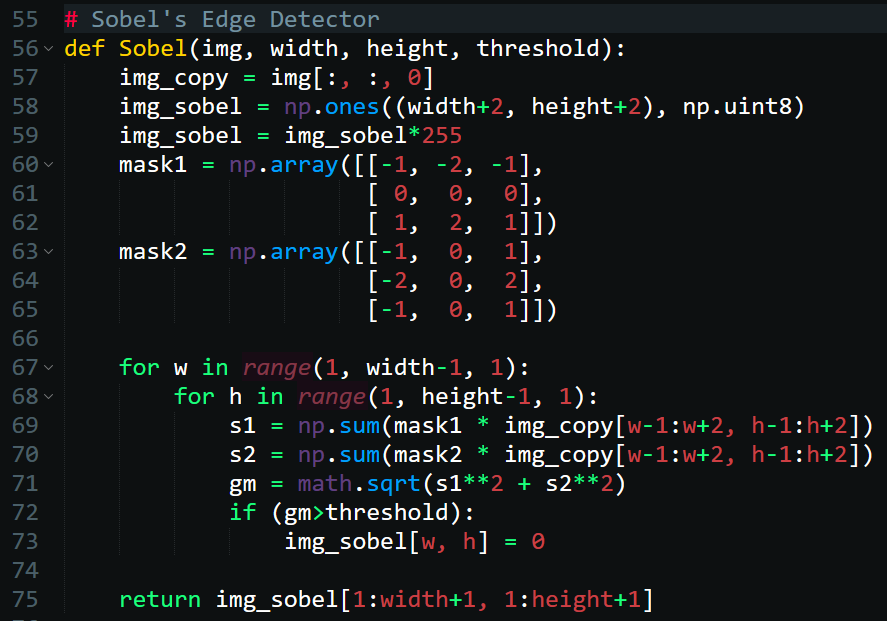 55 # Sobel's Edge Detector
56 def Sobel(img, width, height, threshold):
57     img_copy = img[:, :, 0]
58     img_sobel = np.ones((width+2, height+2), np.uint8)
59     img_sobel = img_sobel*255
60     mask1 = np.array([[-1, -2, -1],
61                       [ 0,  0,  0],
62                       [ 1,  2,  1]])
63     mask2 = np.array([[-1,  0,  1],
64                       [-2,  0,  2],
65                       [-1,  0,  1]])
66
67     for w in range(1, width-1, 1):
68         for h in range(1, height-1, 1):
69             s1 = np.sum(mask1 * img_copy[w-1:w+2, h-1:h+2])
70             s2 = np.sum(mask2 * img_copy[w-1:w+2, h-1:h+2])
71             gm = math.sqrt(s1**2 + s2**2)
72             if (gm>threshold):
73                 img_sobel[w, h] = 0
74
75     return img_sobel[1:width+1, 1:height+1]